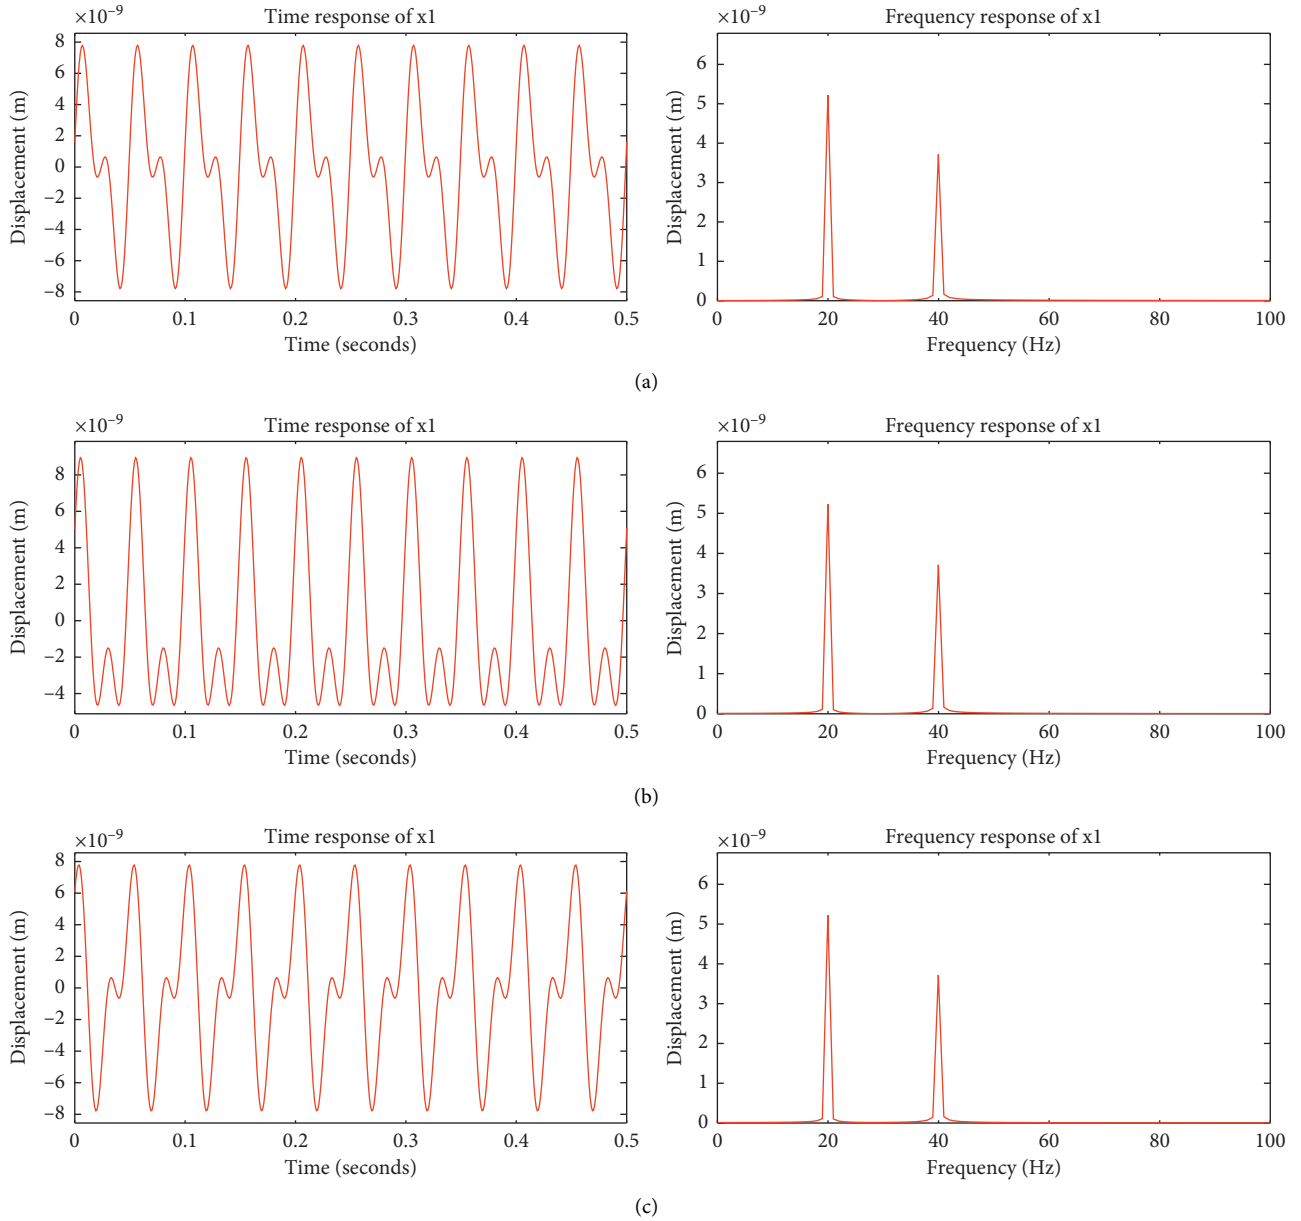 Time response of x1
×10⁻⁹
8
6
4
2
0
−2
−4
−6
−8
Displacement (m)
0 0.1 0.2 0.3 0.4 0.5
Time (seconds)
Frequency response of x1
×10⁻⁹
6
5
4
3
2
1
0
Displacement (m)
0 20 40 60 80 100
Frequency (Hz)
(a)
Time response of x1
×10⁻⁹
8
6
4
2
0
−2
−4
Displacement (m)
0 0.1 0.2 0.3 0.4 0.5
Time (seconds)
Frequency response of x1
×10⁻⁹
6
5
4
3
2
1
0
Displacement (m)
0 20 40 60 80 100
Frequency (Hz)
(b)
Time response of x1
×10⁻⁹
8
6
4
2
0
−2
−4
−6
−8
Displacement (m)
0 0.1 0.2 0.3 0.4 0.5
Time (seconds)
Frequency response of x1
×10⁻⁹
6
5
4
3
2
1
0
Displacement (m)
0 20 40 60 80 100
Frequency (Hz)
(c)